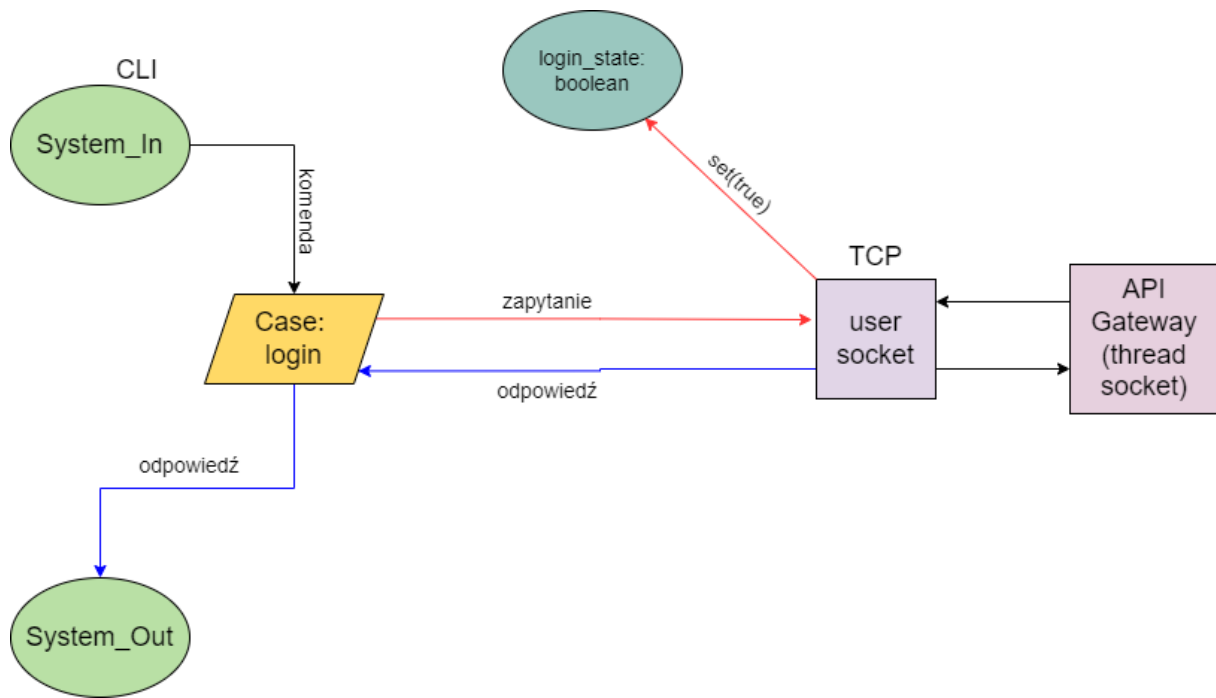 CLI
System_In
komenda
login_state:
boolean
set(true)
Case:
login
zapytanie
odpowiedź
TCP
user
socket
API
Gateway
(thread
socket)
odpowiedź
System_Out